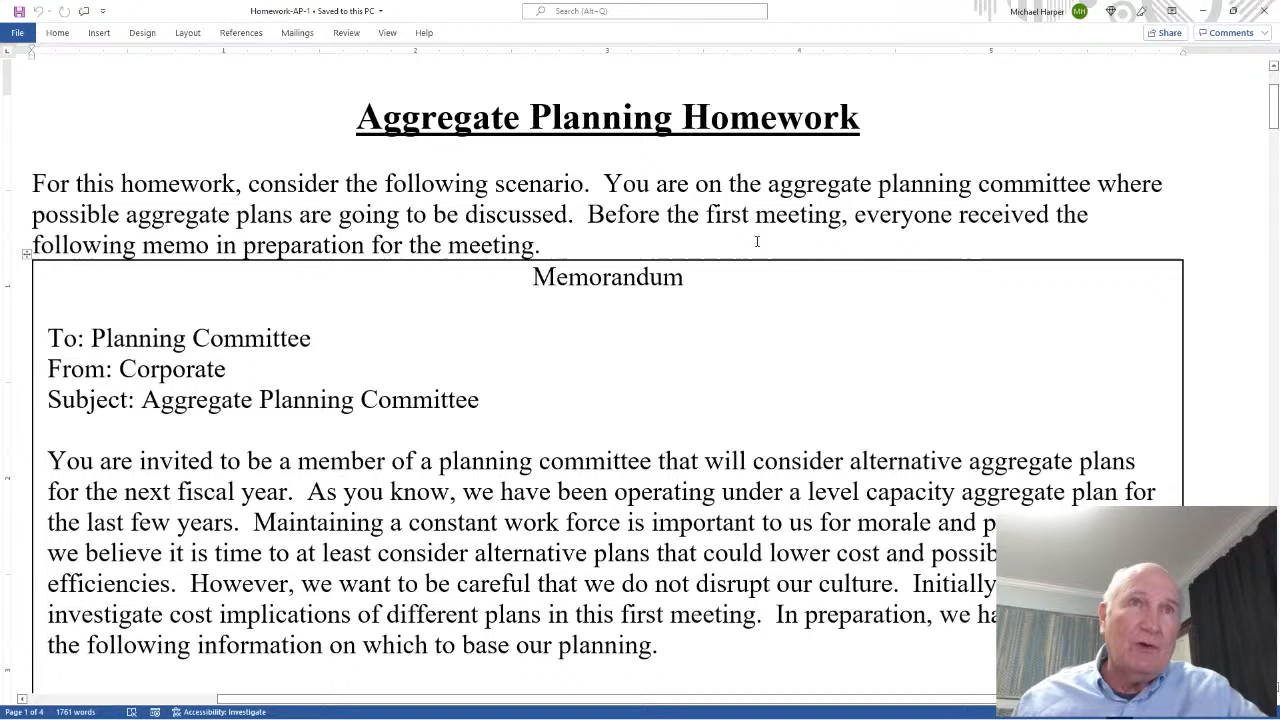 Homework-AP-1 • Saved to this PC
Search (Alt+Q)
Michael Harper
MH
File
Home
Insert
Design
Layout
References
Mailings
Review
View
Help
Share
Comments
1
2
3
4
5
Aggregate Planning Homework
For this homework, consider the following scenario. You are on the aggregate planning committee where
possible aggregate plans are going to be discussed. Before the first meeting, everyone received the
following memo in preparation for the meeting.
Memorandum
To: Planning Committee
From: Corporate
Subject: Aggregate Planning Committee
You are invited to be a member of a planning committee that will consider alternative aggregate plans
for the next fiscal year. As you know, we have been operating under a level capacity aggregate plan for
the last few years. Maintaining a constant work force is important to us for morale and
we believe it is time to at least consider alternative plans that could lower cost and
efficiencies. However, we want to be careful that we do not disrupt our culture. Initially
investigate cost implications of different plans in this first meeting. In preparation, we
the following information on which to base our planning.
1
2
3
Page 1 of 4
1761 words
Accessibility: Investigate